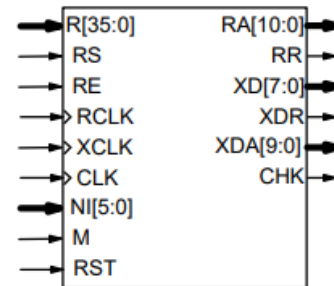 R[35:0] RA[10:0]
RS RR
RE XD[7:0]
RCLK XDR
XCLK XDA[9:0]
CLK CHK
NI[5:0]
M
RST